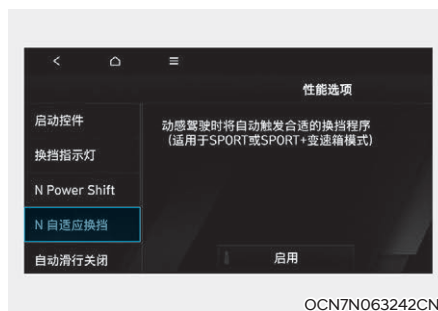 性能选项
启动控件
换挡指示灯
N Power Shift
N 自适应换挡
自动滑行关闭
动感驾驶时将自动触发合适的换挡程序
(适用于SPORT或SPORT+变速箱模式)
启用
OCN7N063242CN